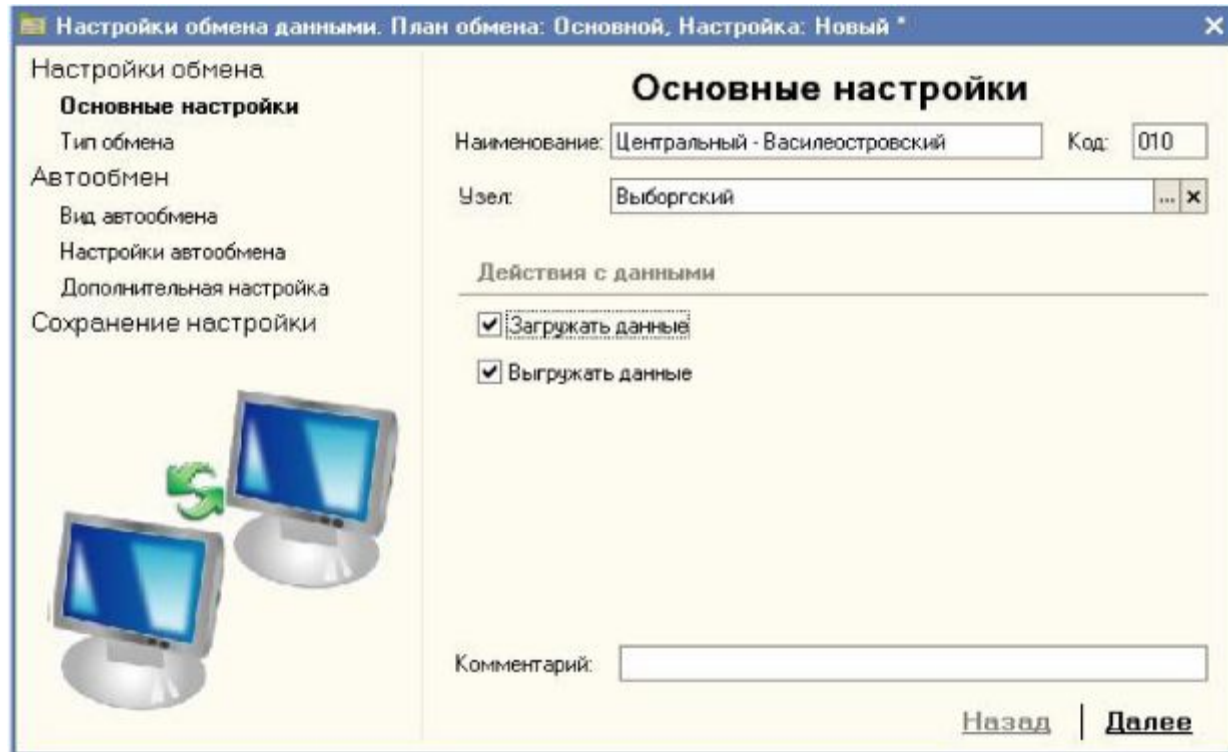 Настройки обмена данными. План обмена: Основной, Настройка: Новый *
Настройки обмена
Основные настройки
Тип обмена
Автообмен
Вид автообмена
Настройки автообмена
Дополнительная настройка
Сохранение настройки
Основные настройки
Наименование: Центральный - Василеостровский Код: 010
Узел: Выборгский ...
Действия с данными
Загружать данные
Выгружать данные
Комментарий:
Назад | Далее